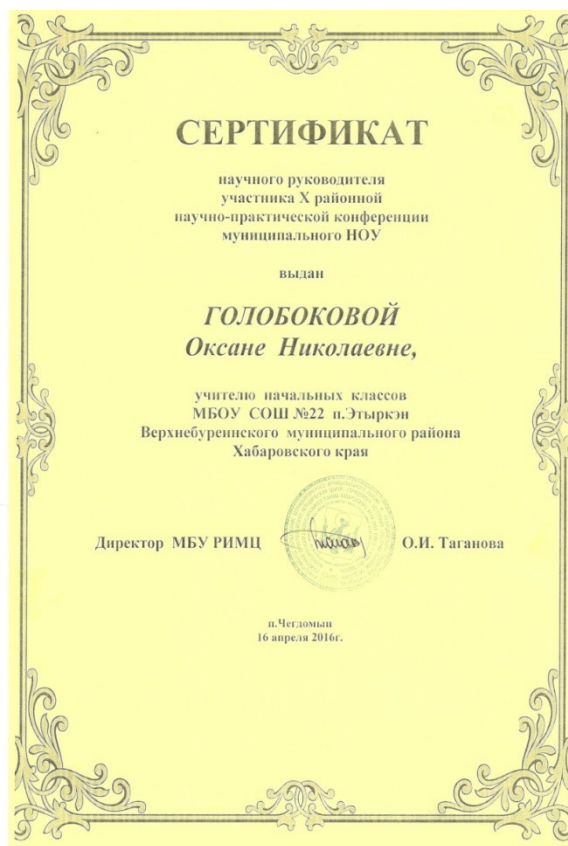 СЕРТИФИКАТ
научного руководителя
участника X районной
научно-практической конференции
муниципального НОУ
выдан
ГОЛОБОКОВОЙ
Оксане Николаевне,
учителю начальных классов
МБОУ СОШ №22 п.Этыркэн
Верхнебуреинского муниципального района
Хабаровского края
Директор МБУ РИМЦ О.И. Таганова
п.Чегдомын
16 апреля 2016г.